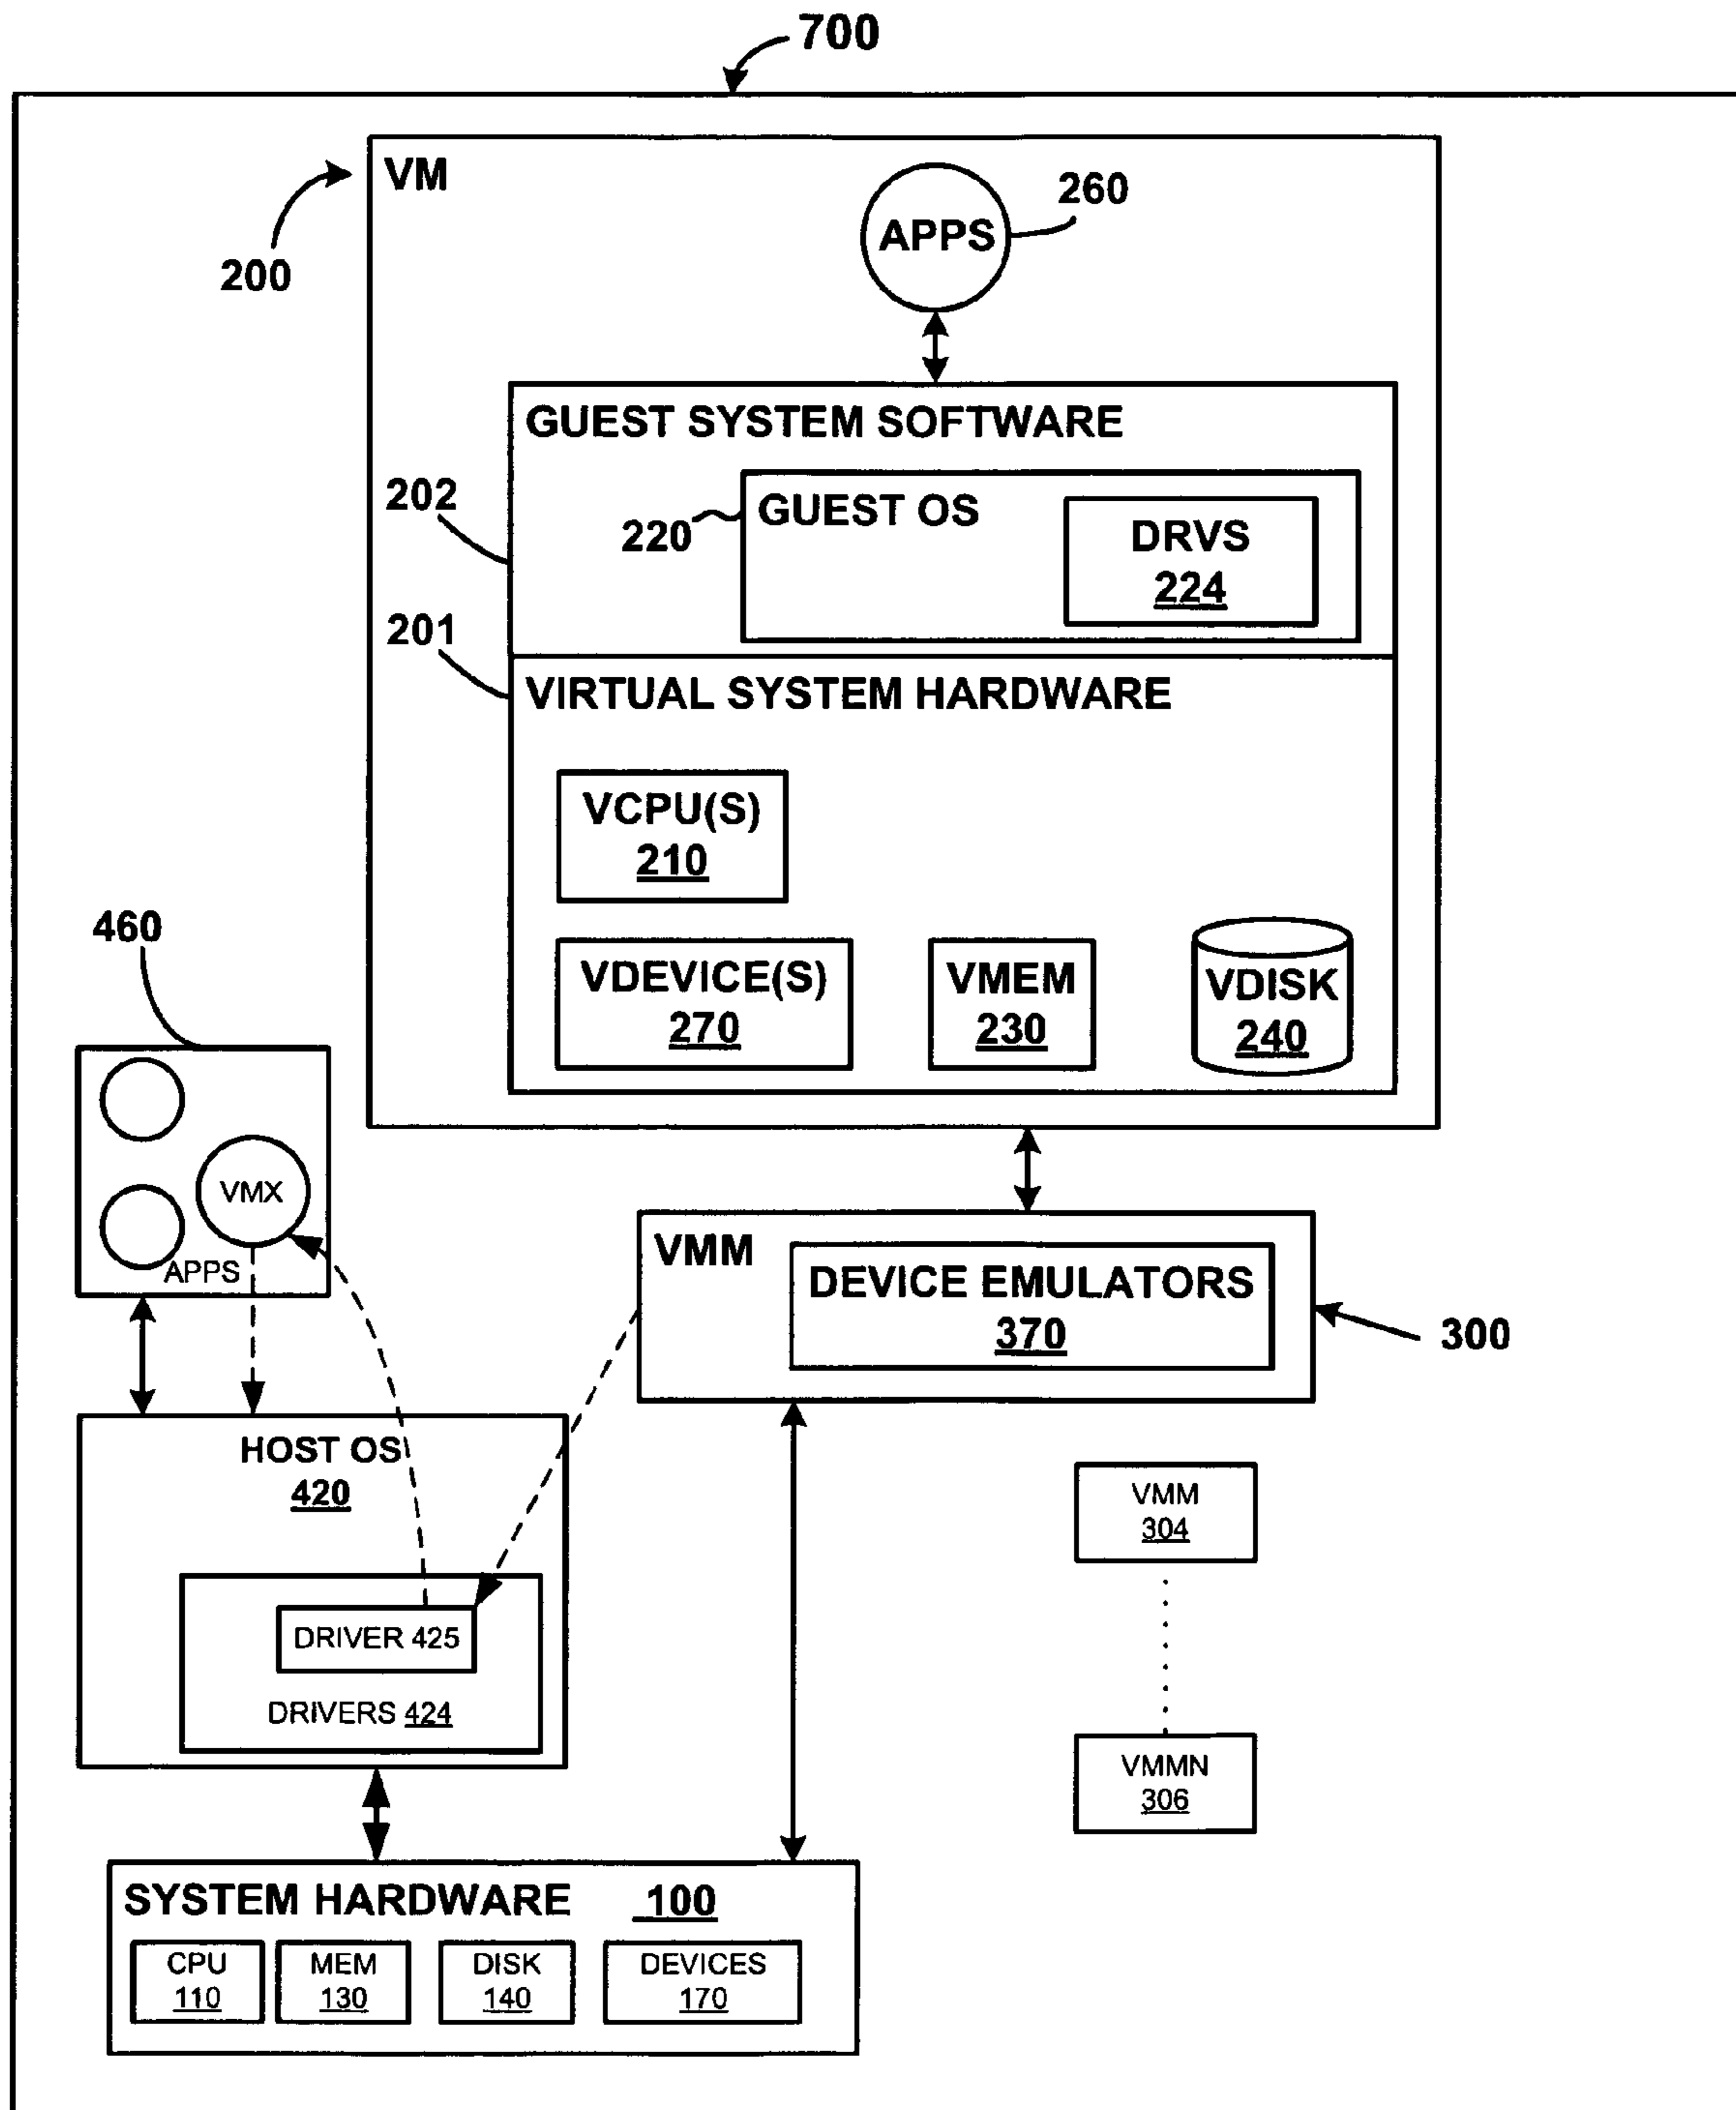 700
VM
200
APPS
260
GUEST SYSTEM SOFTWARE
202
220
GUEST OS
DRVS
224
201
VIRTUAL SYSTEM HARDWARE
VCPU(S)
210
460
VDEVICE(S)
270
VMEM
230
VDISK
240
VMX
APPS
VMM
DEVICE EMULATORS
370
300
HOST OS
420
VMM
304
DRIVER 425
DRIVERS 424
VMMN
306
SYSTEM HARDWARE 100
CPU
110
MEM
130
DISK
140
DEVICES
170